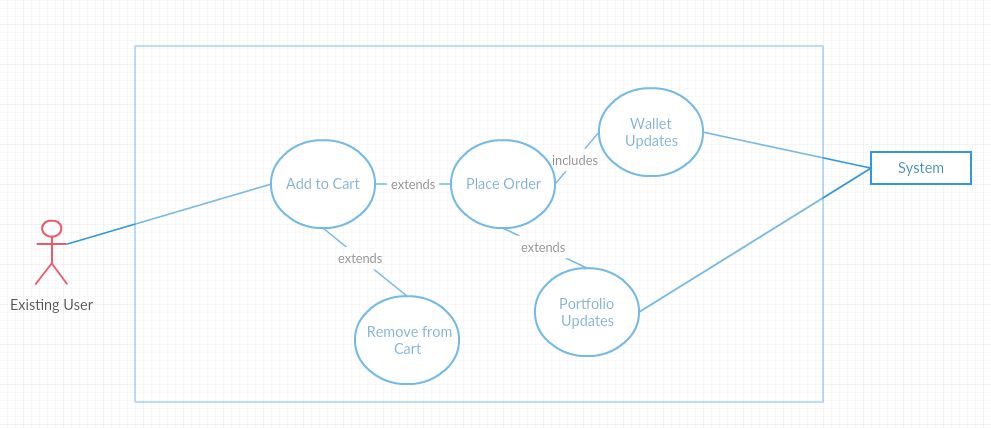 Wallet
Updates
includes
System
Add to Cart
extends
Place Order
extends
extends
Existing User
Portfolio
Updates
Remove from
Cart